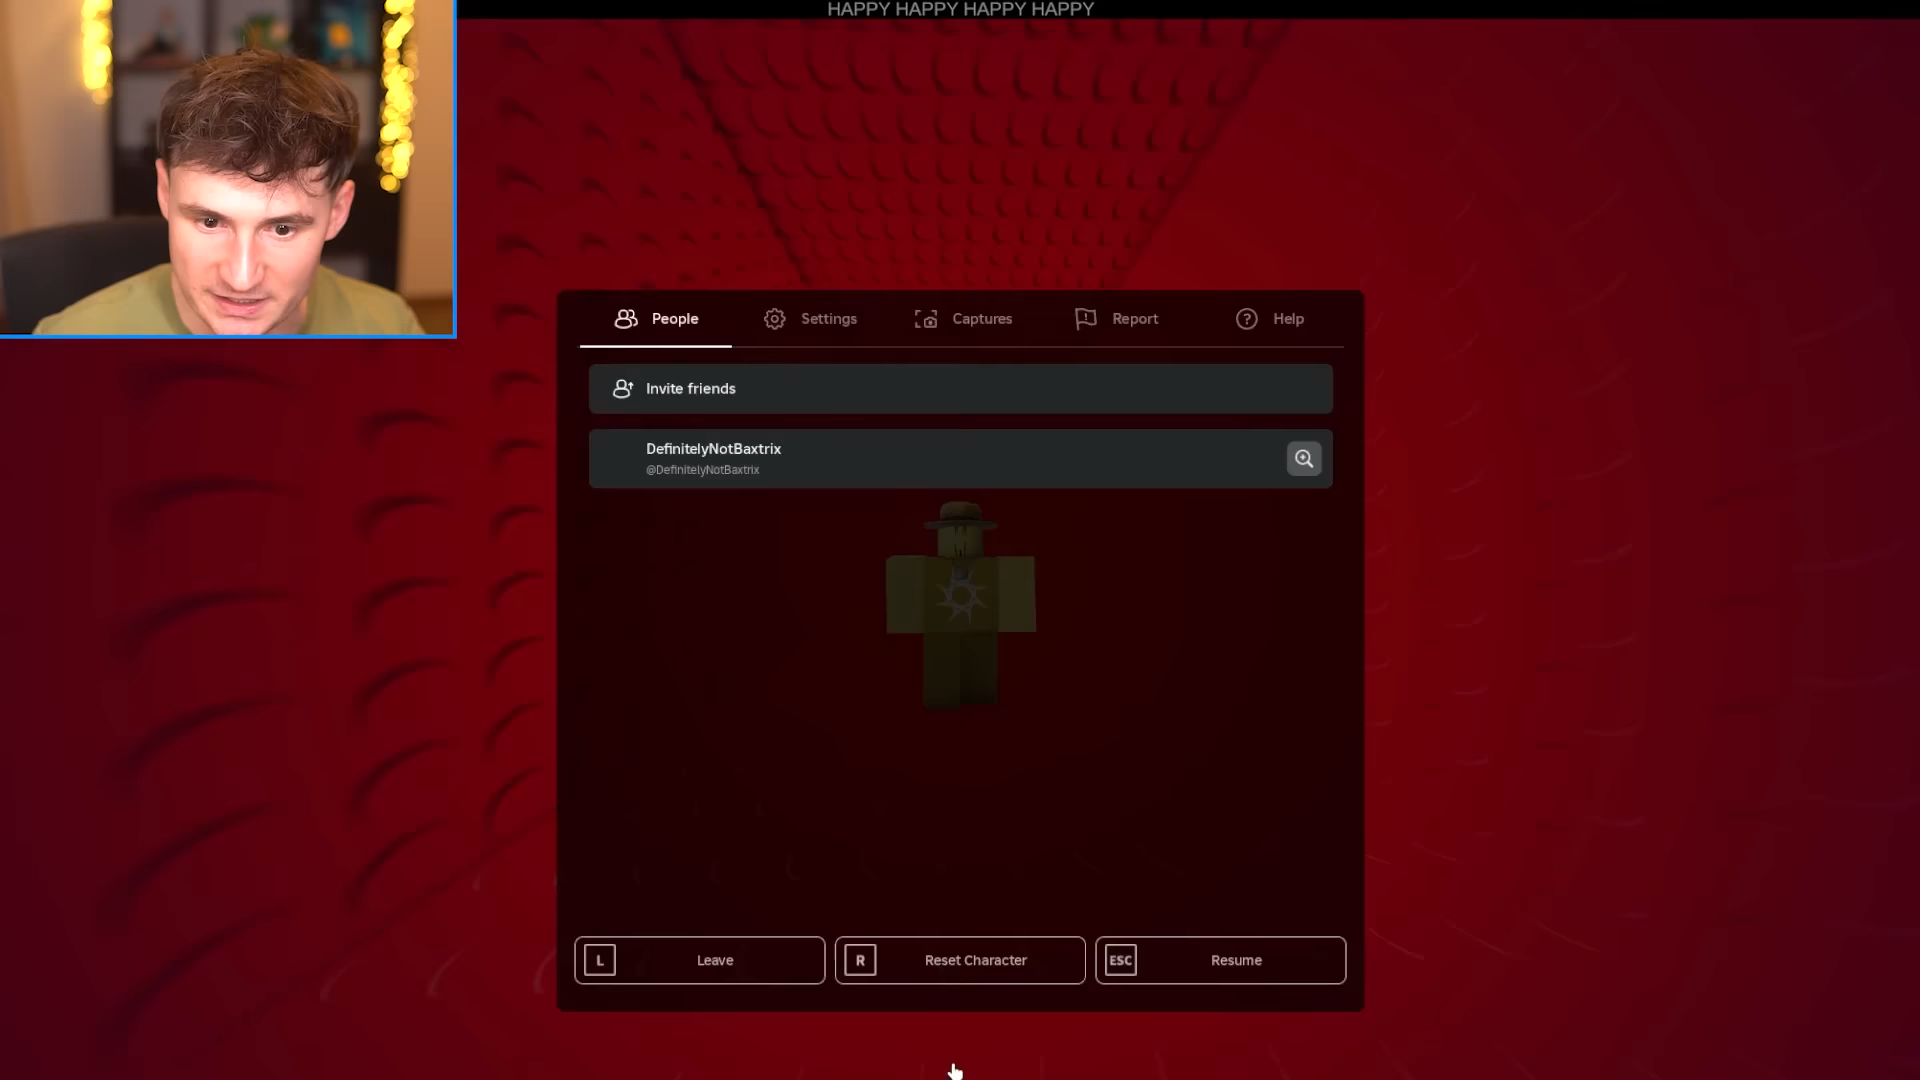 HAPPY HAPPY HAPPY HAPPY
People
Settings
Captures
Report
Help
Invite friends
DefinitelyNotBaxtrix
@DefinitelyNotBaxtrix
L Leave
R Reset Character
ESC Resume